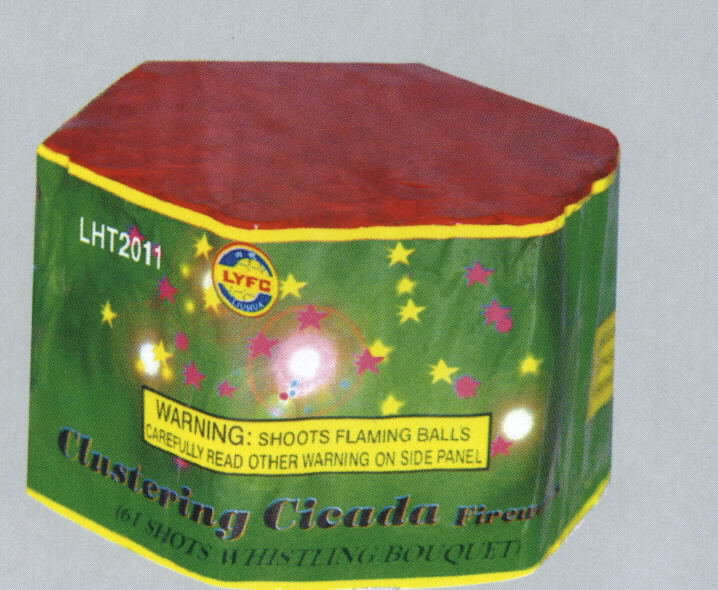 LHT2011
LYFC
LIUHUA
WARNING: SHOOTS FLAMING BALLS
CAREFULLY READ OTHER WARNING ON SIDE PANEL
Clustering Cicada
(61 SHOTS WHISTLING BOUQUET)